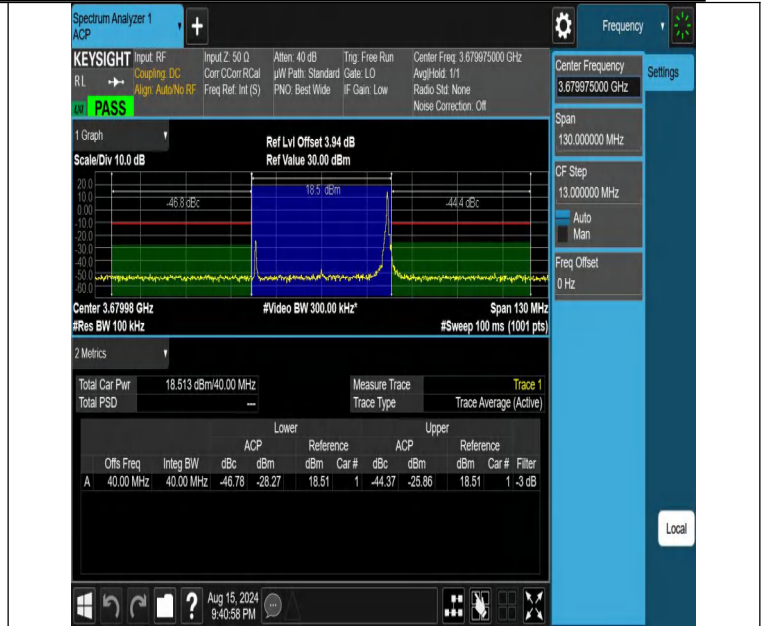 Spectrum Analyzer 1
ACP
+
Frequency
KEYSIGHT Input: RF Input Z: 50 Ω Atten: 40 dB Trig: Free Run Center Freq: 3.679975000 GHz
RL Coupling: DC Corr CCorr RCal µW Path: Standard Gate: LO Avg|Hold: 1/1
Align: Auto/No RF Freq Ref: Int (S) PNO: Best Wide IF Gain: Low Radio Std: None
PASS Noise Correction: Off
Center Frequency
3.679975000 GHz
Settings
Span
130.000000 MHz
CF Step
13.000000 MHz
Auto
Man
Freq Offset
0 Hz
Local
1 Graph
Ref Lvl Offset 3.94 dB
Scale/Div 10.0 dB Ref Value 30.00 dBm
20.0
10.0
0.00
-10.0
-20.0
-30.0
-40.0
-50.0
-60.0
-46.8 dBc 18.5 dBm -44.4 dBc
Center 3.67998 GHz #Video BW 300.00 kHz* Span 130 MHz
#Res BW 100 kHz #Sweep 100 ms (1001 pts)
2 Metrics
Total Car Pwr 18.513 dBm/40.00 MHz Measure Trace Trace 1
Total PSD --- Trace Type Trace Average (Active)
Lower Upper
ACP Reference ACP Reference
Offs Freq Integ BW dBc dBm dBm Car # dBc dBm dBm Car # Filter
A 40.00 MHz 40.00 MHz -46.78 -28.27 18.51 1 -44.37 -25.86 18.51 1 -3 dB
? Aug 15, 2024
9:40:58 PM